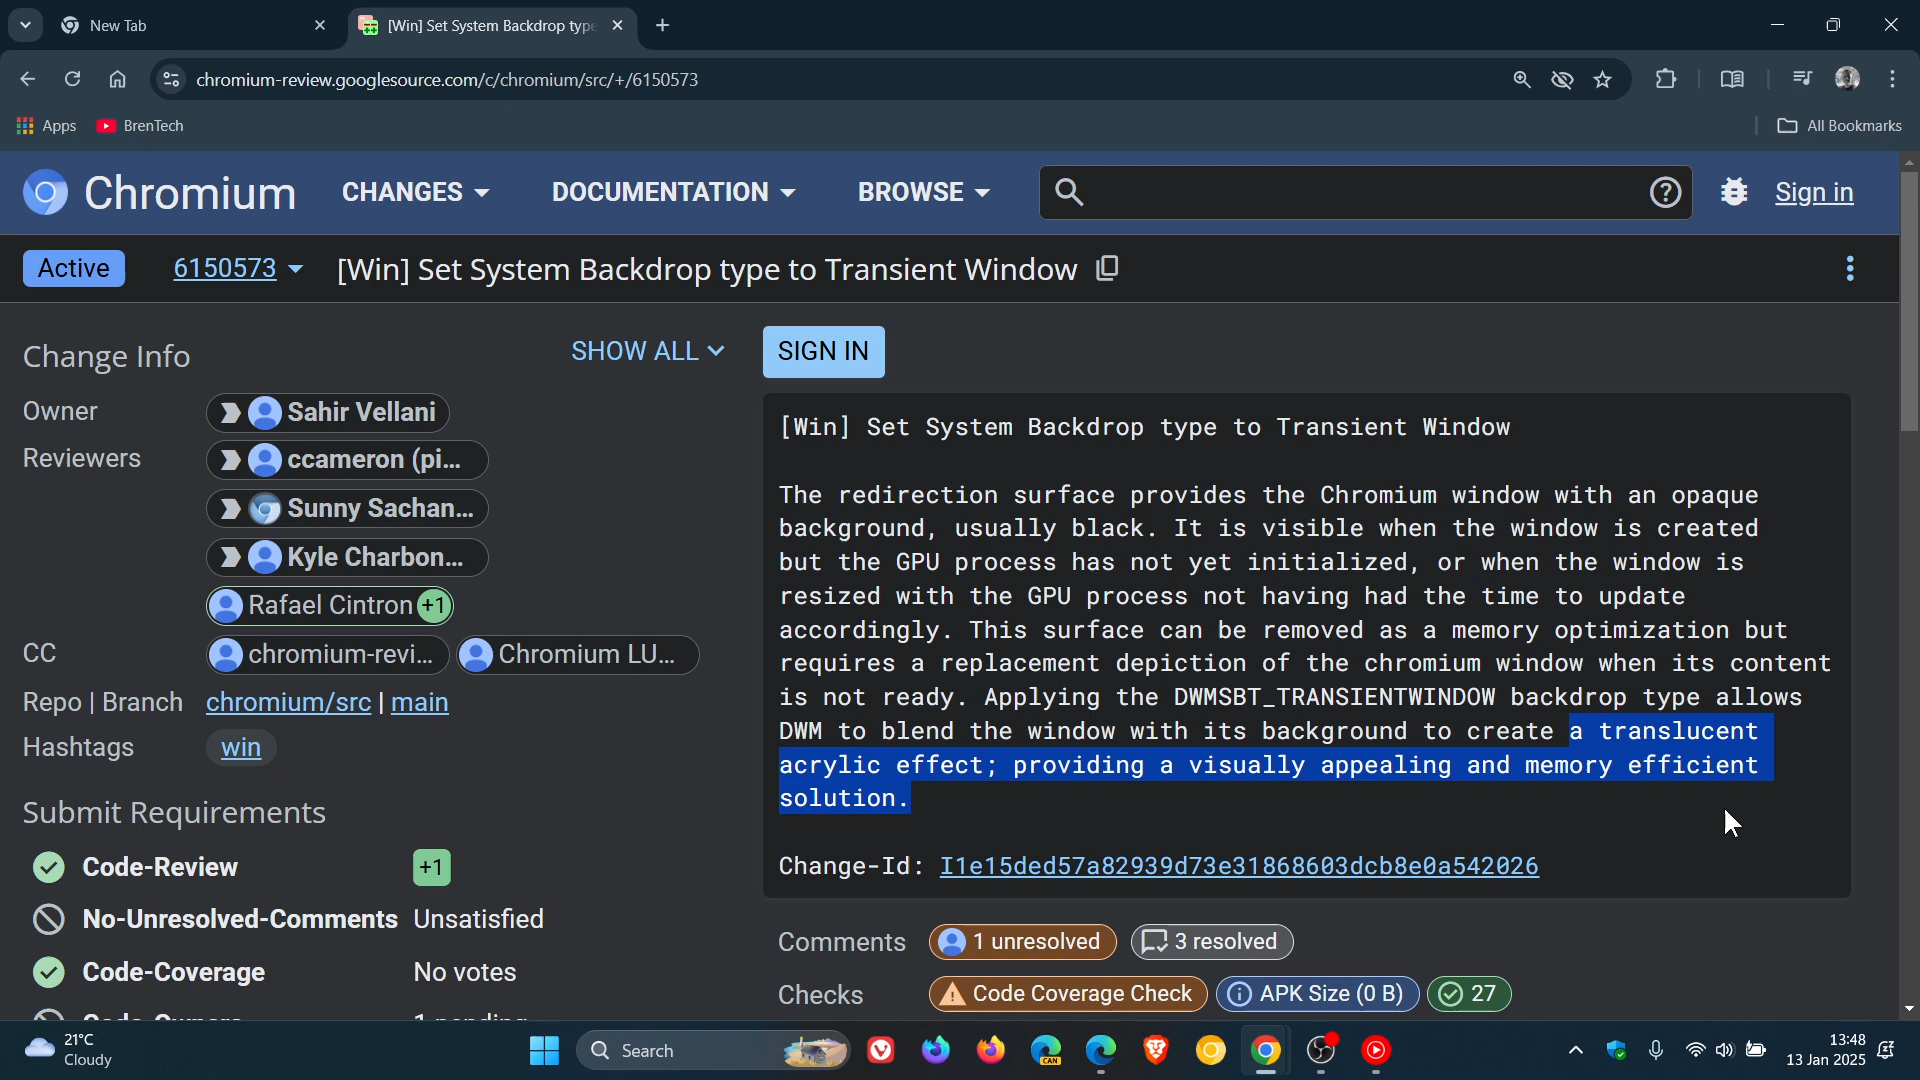 New Tab
[Win] Set System Backdrop type
chromium-review.googlesource.com/c/chromium/src/+/6150573
Apps
BrenTech
All Bookmarks
Chromium
CHANGES
DOCUMENTATION
BROWSE
Sign in
Active
6150573
[Win] Set System Backdrop type to Transient Window
Change Info
SHOW ALL
Owner
Sahir Vellani
Reviewers
ccameron (pi...
Sunny Sachan...
Kyle Charbon...
Rafael Cintron +1
CC
chromium-revi...
Chromium LU...
Repo | Branch
chromium/src | main
Hashtags
win
Submit Requirements
Code-Review
+1
No-Unresolved-Comments
Unsatisfied
Code-Coverage
No votes
SIGN IN
[Win] Set System Backdrop type to Transient Window
The redirection surface provides the Chromium window with an opaque
background, usually black. It is visible when the window is created
but the GPU process has not yet initialized, or when the window is
resized with the GPU process not having had the time to update
accordingly. This surface can be removed as a memory optimization but
requires a replacement depiction of the chromium window when its content
is not ready. Applying the DWMSBT_TRANSIENTWINDOW backdrop type allows
DWM to blend the window with its background to create a translucent
acrylic effect; providing a visually appealing and memory efficient
solution.
Change-Id: I1e15ded57a82939d73e31868603dcb8e0a542026
Comments
1 unresolved
3 resolved
Checks
Code Coverage Check
APK Size (0 B)
27
21°C
Cloudy
Search
CAN
13:48
13 Jan 2025